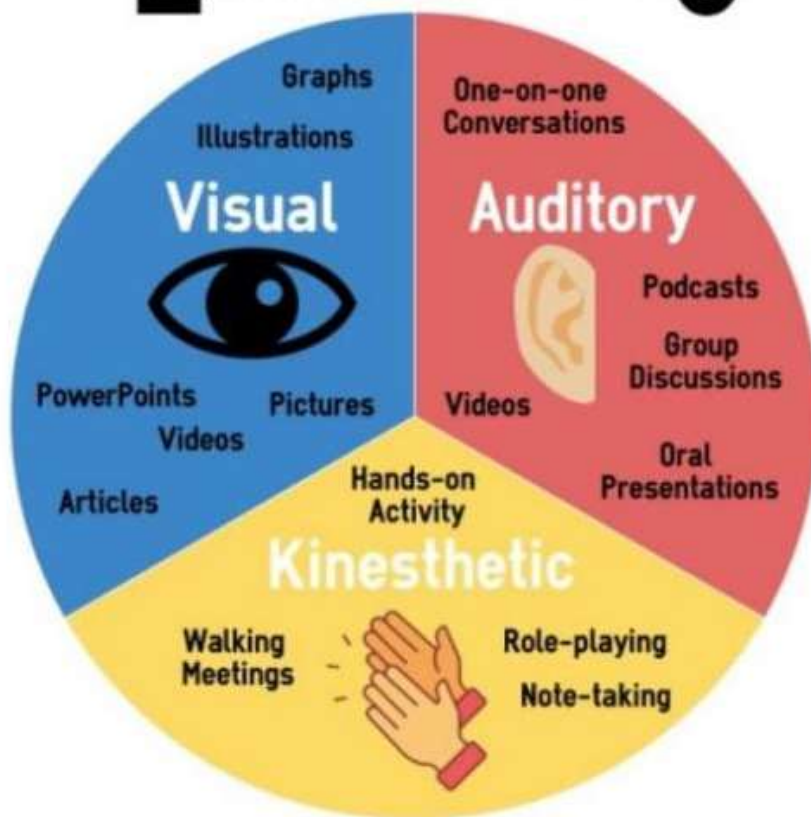 Graphs
Illustrations
Visual
PowerPoints
Pictures
Videos
Articles
One-on-one
Conversations
Auditory
Podcasts
Group
Discussions
Videos
Oral
Presentations
Hands-on
Activity
Kinesthetic
Walking
Meetings
Role-playing
Note-taking